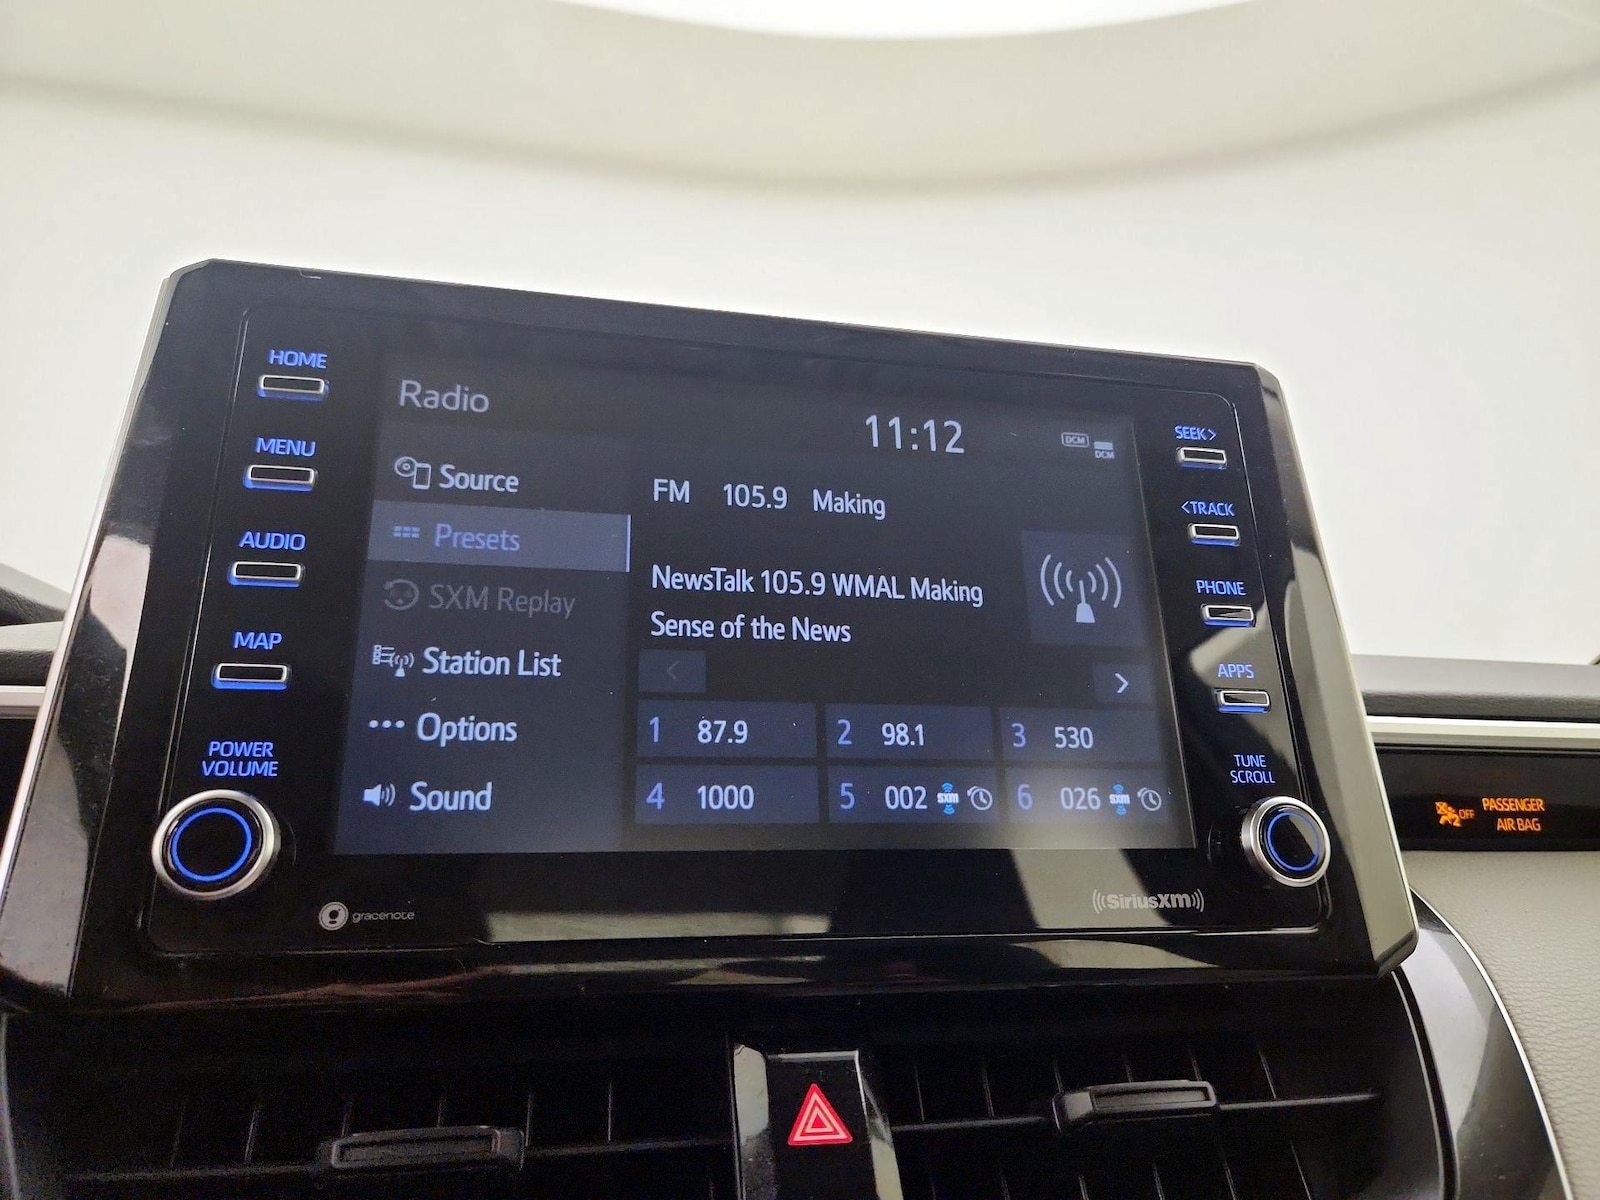 HOME
MENU
AUDIO
MAP
POWER
VOLUME
Radio
11:12
DCM
DCM
Source
Presets
SXM Replay
Station List
Options
Sound
FM 105.9 Making
NewsTalk 105.9 WMAL Making
Sense of the News
< >
1 87.9 2 98.1 3 530
4 1000 5 002 sxm 6 026 sxm
SEEK>
<TRACK
PHONE
APPS
TUNE
SCROLL
gracenote
SiriusXM
OFF PASSENGER
AIR BAG
2